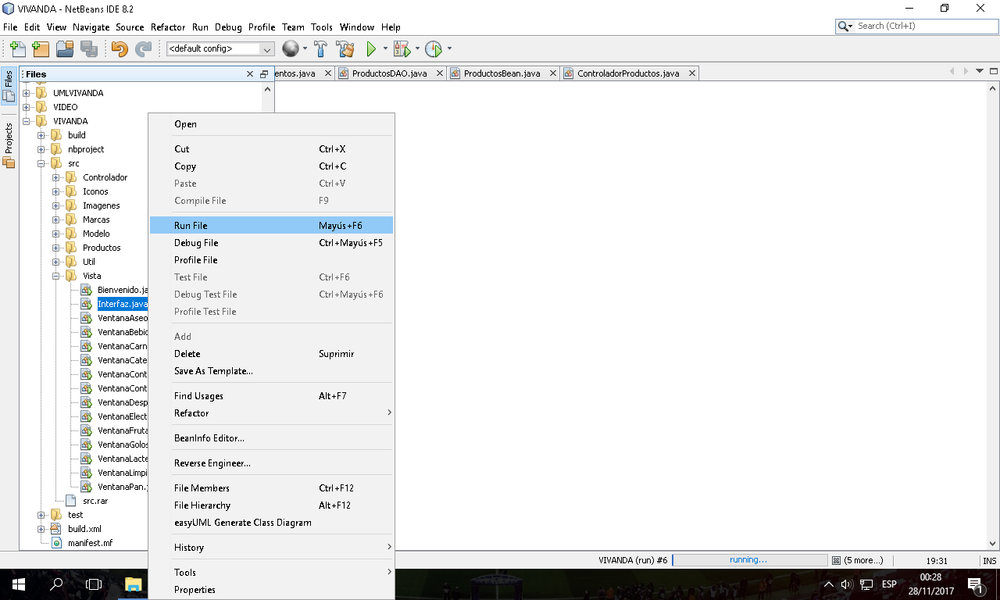 VIVANDA - NetBeans IDE 8.2
File Edit View Navigate Source Refactor Run Debug Profile Team Tools Window Help
Search (Ctrl+I)
<default config>
Files
Projects
Files
entos.java
ProductosDAO.java
ProductosBean.java
ControladorProductos.java
UMLVIVANDA
VIDEO
VIVANDA
build
nbproject
src
Controlador
Iconos
Imagenes
Marcas
Modelo
Productos
Util
Vista
Bienvenido.ja
Interfaz.java
VentanaAseo
VentanaBebid
VentanaCarn
VentanaCate
VentanaCont
VentanaCont
VentanaDesp
VentanaElect
VentanaFruta
VentanaGolos
VentanaLacte
VentanaLimpi
VentanaPan.j
src.rar
test
build.xml
manifest.mf
Open
Cut Ctrl+X
Copy Ctrl+C
Paste Ctrl+V
Compile File F9
Run File Mayús+F6
Debug File Ctrl+Mayús+F5
Profile File
Test File Ctrl+F6
Debug Test File Ctrl+Mayús+F6
Profile Test File
Add
Delete Suprimir
Save As Template...
Find Usages Alt+F7
Refactor
BeanInfo Editor...
Reverse Engineer...
File Members Ctrl+F12
File Hierarchy Alt+F12
easyUML Generate Class Diagram
History
Tools
Properties
VIVANDA (run) #6 running... (5 more...) 19:31 INS
ESP
00:28
28/11/2017
1